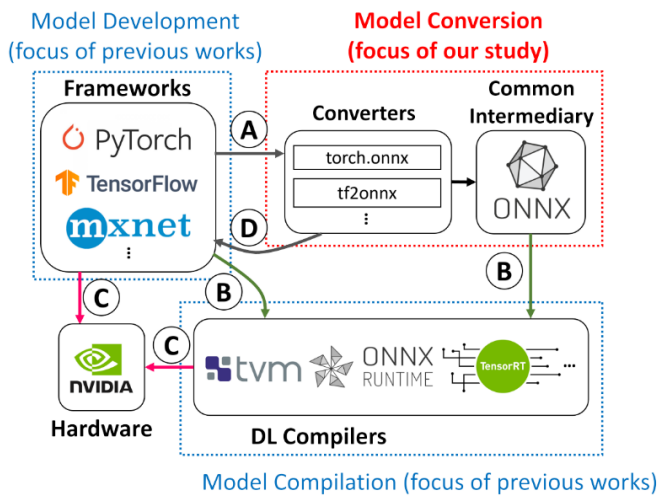 Model Development
(focus of previous works)
Model Conversion
(focus of our study)
Frameworks
PyTorch
TensorFlow
mxnet
⋮
A
D
Converters
torch.onnx
tf2onnx
⋮
Common
Intermediary
ONNX
C
B
B
NVIDIA
Hardware
C
tvm
ONNX
RUNTIME
TensorRT
...
DL Compilers
Model Compilation (focus of previous works)